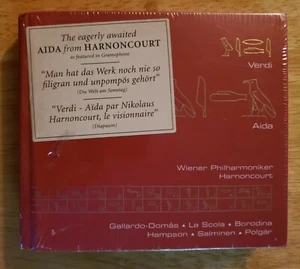 The eagerly awaited
AIDA from HARNONCOURT
as featured in Gramophone
"Man hat das Werk noch nie so
filigran und unpompös gehört"
(Die Welt am Sonntag)
"Verdi - Aïda par Nikolaus
Harnoncourt, le visionnaire"
(Diapason)
Verdi
Aida
Wiener Philharmoniker
Harnoncourt
Gallardo-Domâs • La Scola • Borodina
Hampson • Salminen • Polgár